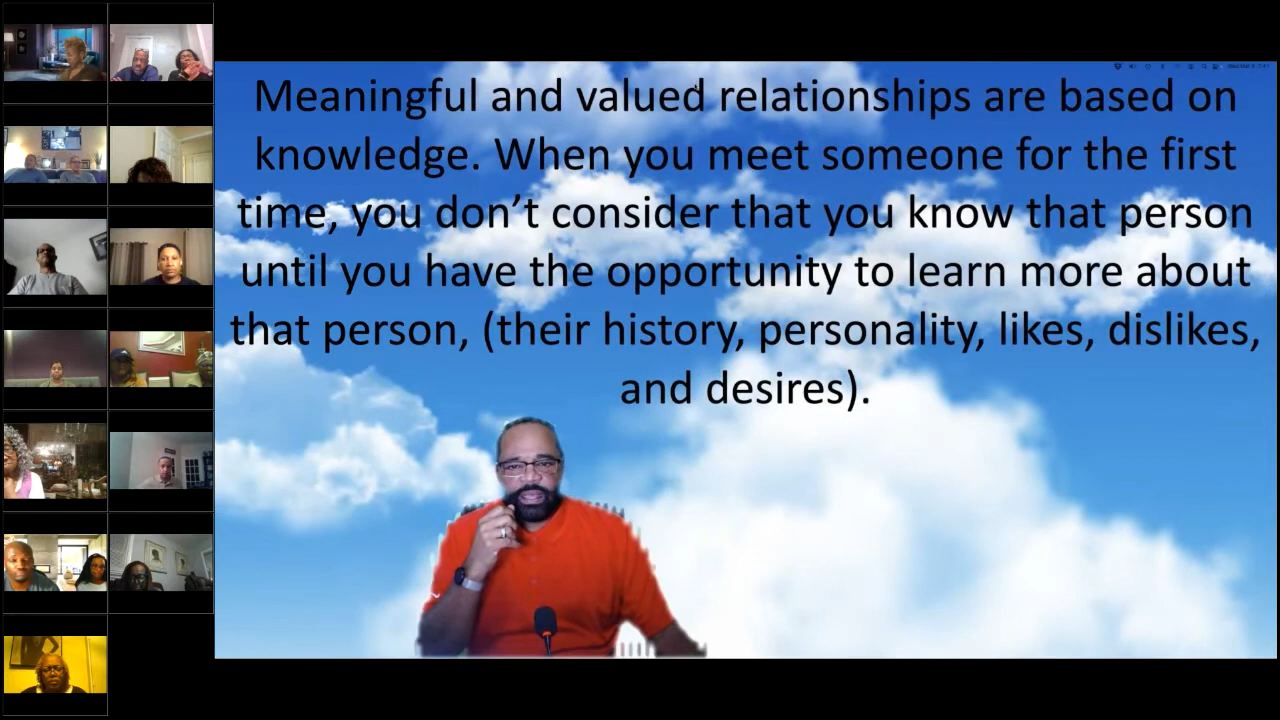 Meaningful and valued relationships are based on
knowledge. When you meet someone for the first
time, you don’t consider that you know that person
until you have the opportunity to learn more about
that person, (their history, personality, likes, dislikes,
and desires).